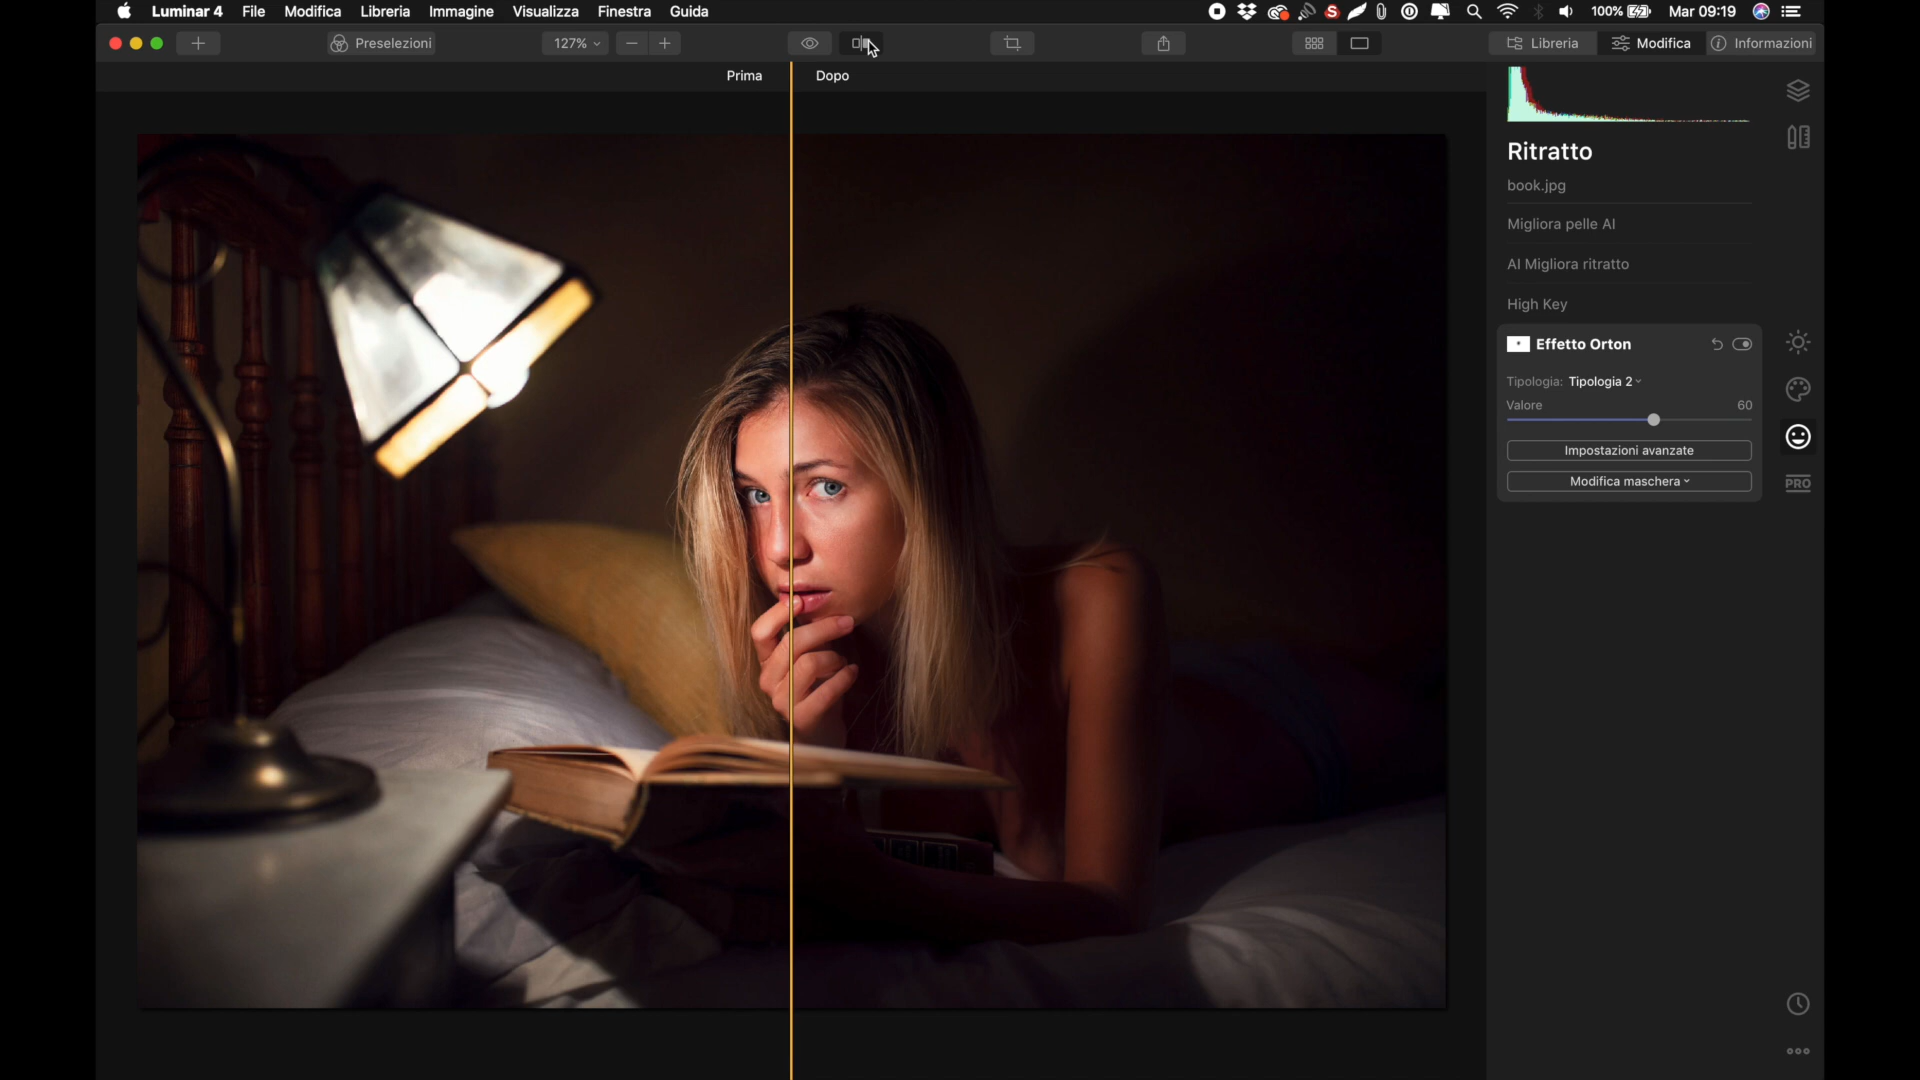 Luminar 4 File Modifica Libreria Immagine Visualizza Finestra Guida 100% Mar 09:19
Preselezioni 127% Libreria Modifica Informazioni
Prima Dopo
Ritratto
book.jpg
Migliora pelle AI
AI Migliora ritratto
High Key
Effetto Orton
Tipologia: Tipologia 2
Valore 60
Impostazioni avanzate
Modifica maschera
PRO